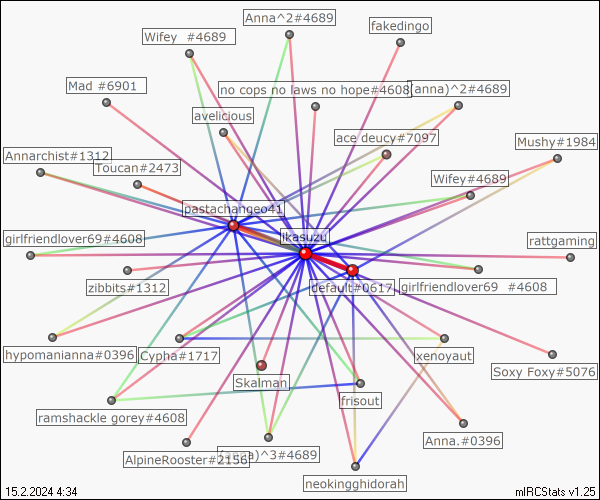 Anna^2#4689
fakedingo
Wifey  #4689
Mad #6901
no cops no laws no hope#4608
(anna)^2#4689
avelicious
ace deucy#7097
Mushy#1984
Annarchist#1312
Toucan#2473
Wifey#4689
pastachangeo41
girlfriendlover69#4608
ikasuzu
rattgaming
zibbits#1312
default#0617
girlfriendlover69  #4608
hypomanianna#0396
Cypha#1717
xenoyaut
Soxy Foxy#5076
Skalman
frisout
ramshackle gorey#4608
Anna.#0396
AlpineRooster#2156
(anna)^3#4689
neokingghidorah
15.2.2024 4:34
mIRCStats v1.25